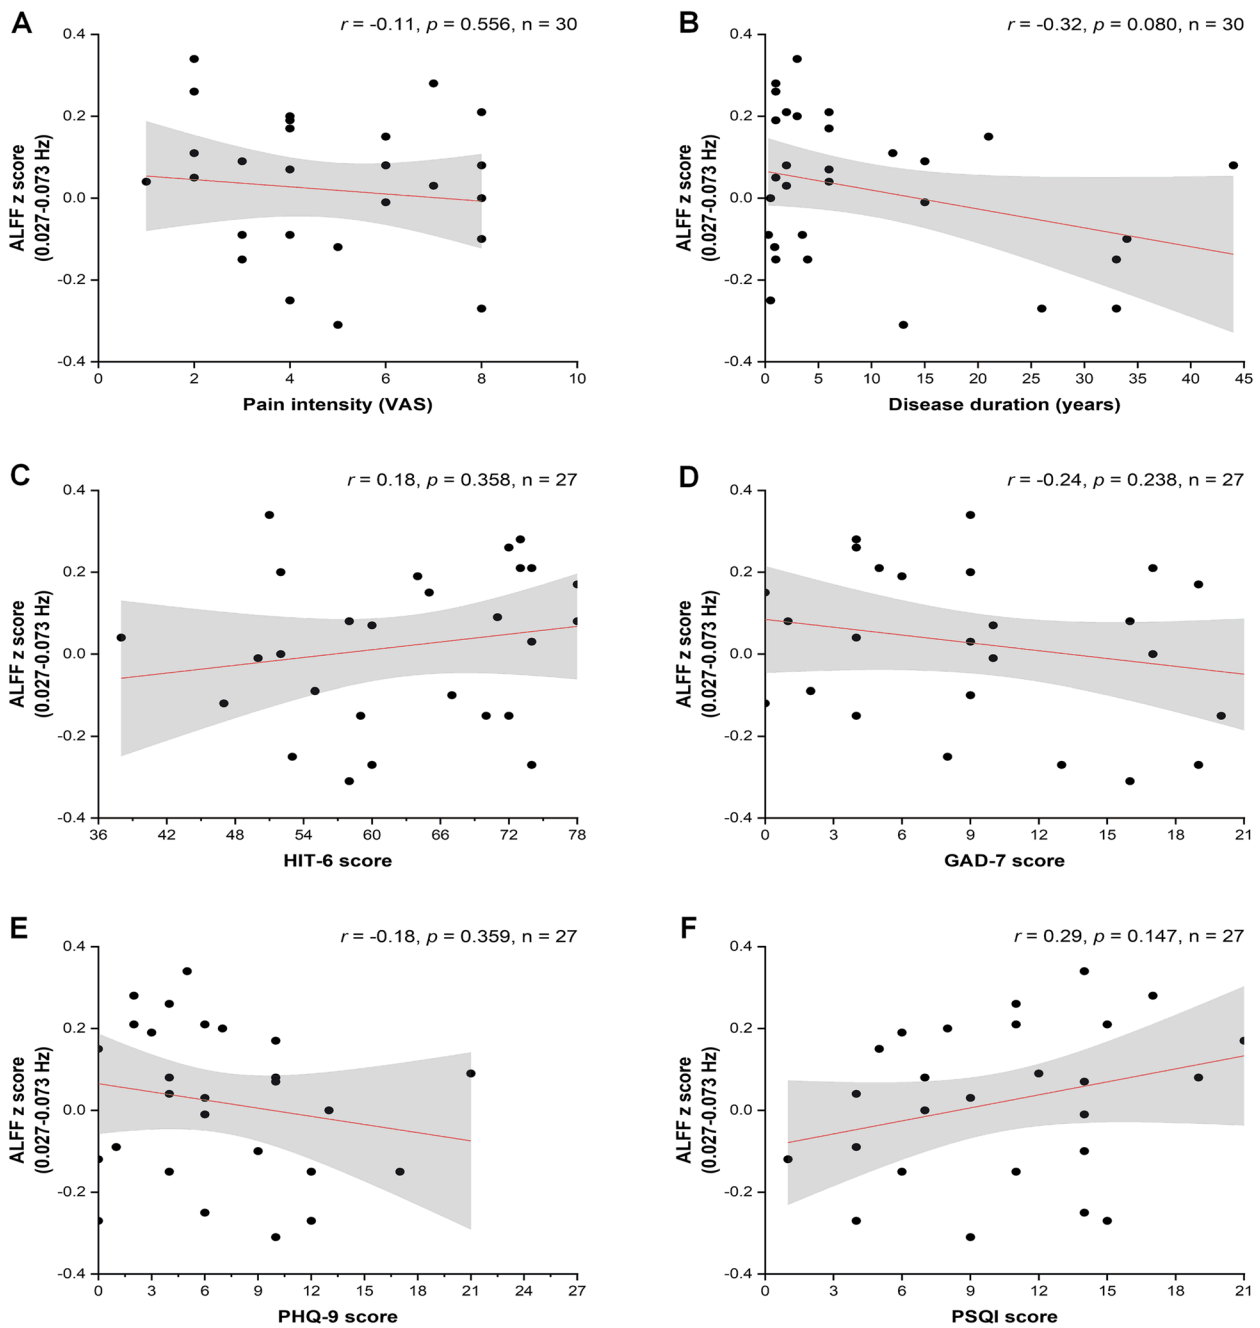 A
r = -0.11, p = 0.556, n = 30
0.4
0.2
0.0
-0.2
-0.4
ALFF z score
(0.027-0.073 Hz)
0 2 4 6 8 10
Pain intensity (VAS)
B
r = -0.32, p = 0.080, n = 30
0.4
0.2
0.0
-0.2
-0.4
ALFF z score
(0.027-0.073 Hz)
0 5 10 15 20 25 30 35 40 45
Disease duration (years)
C
r = 0.18, p = 0.358, n = 27
0.4
0.2
0.0
-0.2
-0.4
ALFF z score
(0.027-0.073 Hz)
36 42 48 54 60 66 72 78
HIT-6 score
D
r = -0.24, p = 0.238, n = 27
0.4
0.2
0.0
-0.2
-0.4
ALFF z score
(0.027-0.073 Hz)
0 3 6 9 12 15 18 21
GAD-7 score
E
r = -0.18, p = 0.359, n = 27
0.4
0.2
0.0
-0.2
-0.4
ALFF z score
(0.027-0.073 Hz)
0 3 6 9 12 15 18 21 24 27
PHQ-9 score
F
r = 0.29, p = 0.147, n = 27
0.4
0.2
0.0
-0.2
-0.4
ALFF z score
(0.027-0.073 Hz)
0 3 6 9 12 15 18 21
PSQI score